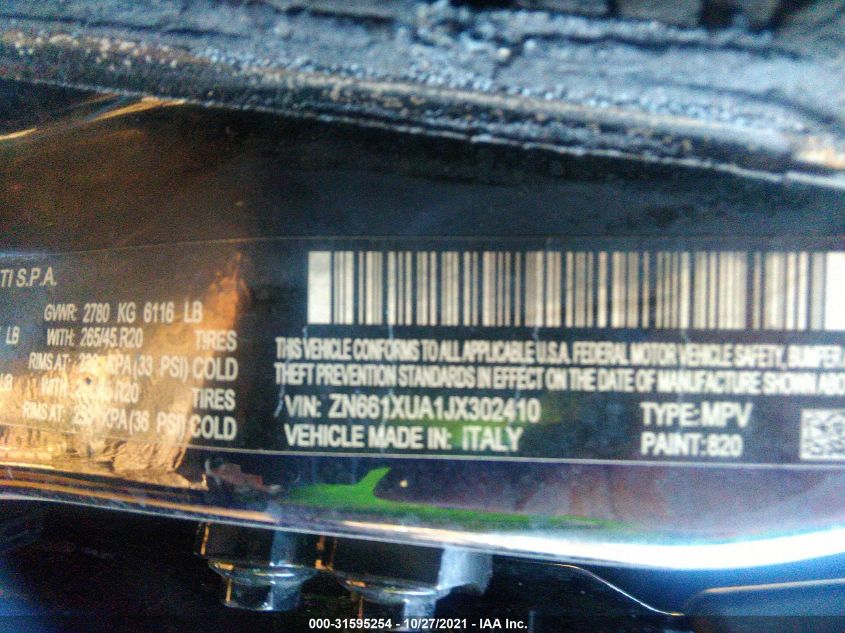 TI S.P.A.
GVWR: 2780 KG 6116 LB
LB WITH: 265/45.R20 TIRES
RIMS AT: KPA (33 PSI) COLD
LB WITH: R20 TIRES
RIMS AT: KPA (36 PSI) COLD
THIS VEHICLE CONFORMS TO ALL APPLICABLE U.S.A. FEDERAL MOTOR VEHICLE SAFETY, BUMPER
THEFT PREVENTION STANDARDS IN EFFECT ON THE DATE OF MANUFACTURE SHOWN ABO
VIN: ZN661XUA1JX302410 TYPE: MPV
VEHICLE MADE IN: ITALY PAINT: 820
000-31595254 - 10/27/2021 - IAA Inc.